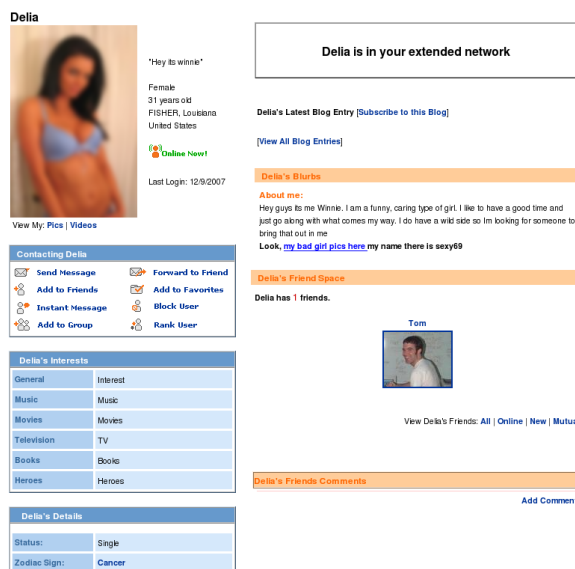 Delia
"Hey its winnie"
Female
31 years old
FISHER, Louisiana
United States
Online Now!
Last Login: 12/9/2007
View My: Pics | Videos
Contacting Delia
Send Message
Forward to Friend
Add to Friends
Add to Favorites
Instant Message
Block User
Add to Group
Rank User
Delia's Interests
General Interest
Music Music
Movies Movies
Television TV
Books Books
Heroes Heroes
Delia's Details
Status: Single
Zodiac Sign: Cancer
Delia is in your extended network
Delia's Latest Blog Entry [Subscribe to this Blog]
[View All Blog Entries]
Delia's Blurbs
About me:
Hey guys its me Winnie. I am a funny, caring type of girl. I like to have a good time and
just go along with what comes my way. I do have a wild side so Im looking for someone to
bring that out in me
Look, my bad girl pics here my name there is sexy69
Delia's Friend Space
Delia has 1 friends.
Tom
View Delia's Friends: All | Online | New | Mutua
Delia's Friends Comments
Add Commen